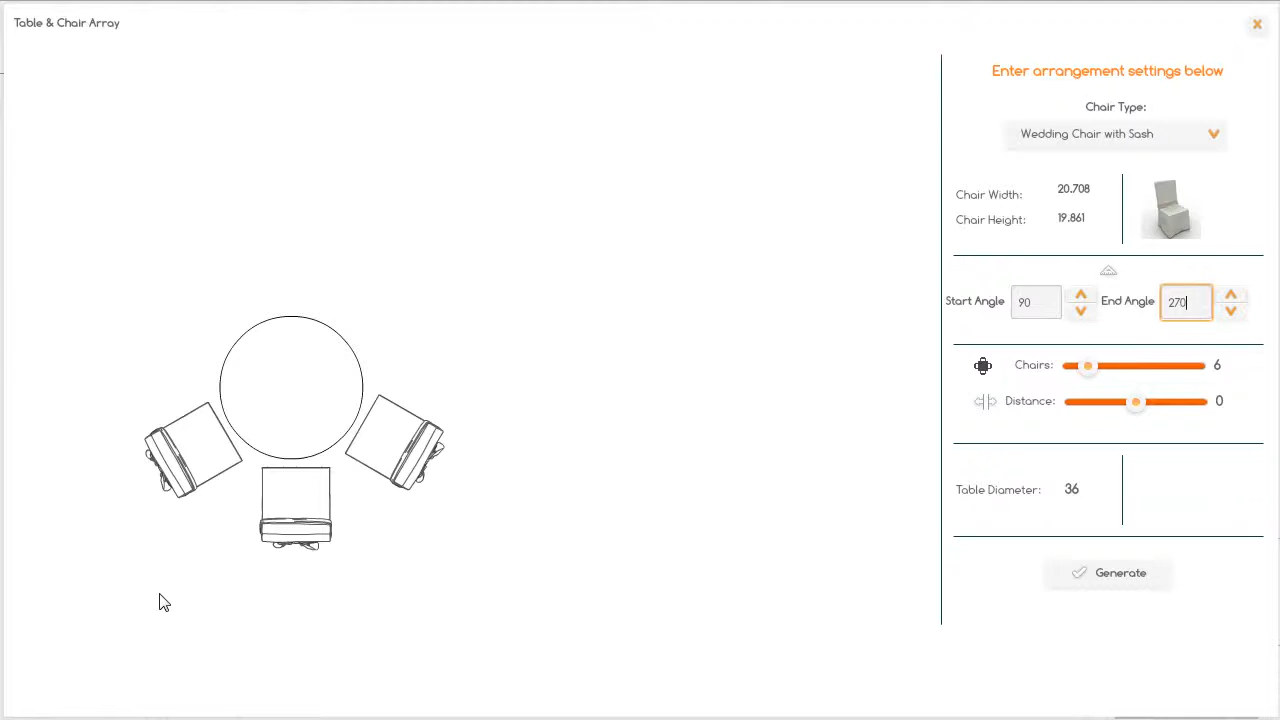 Table & Chair Array
Enter arrangement settings below
Chair Type:
Wedding Chair with Sash
Chair Width: 20.708
Chair Height: 19.861
Start Angle 90 End Angle 270
Chairs: 6
Distance: 0
Table Diameter: 36
Generate